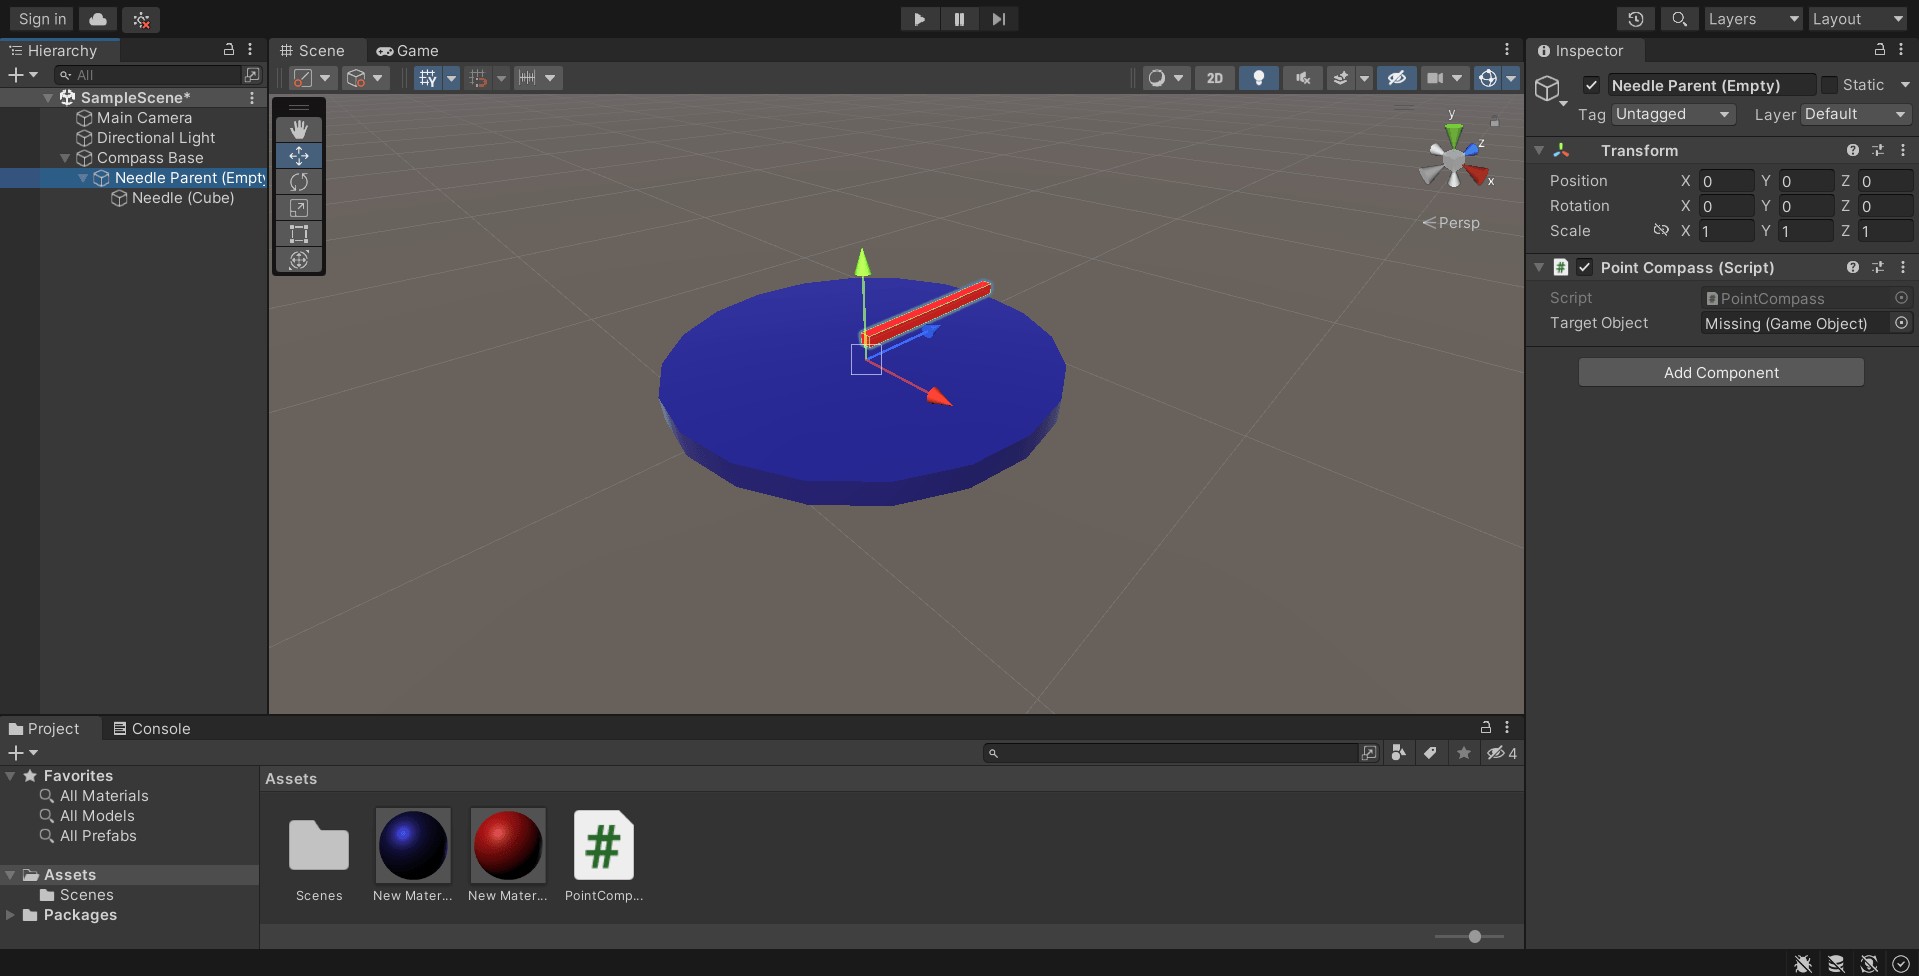 Sign in
Layers
Layout
Hierarchy
All
SampleScene*
Main Camera
Directional Light
Compass Base
Needle Parent (Empty
Needle (Cube)
Scene
Game
2D
y
z
x
Persp
Inspector
Needle Parent (Empty)
Static
Tag Untagged
Layer Default
Transform
Position X 0 Y 0 Z 0
Rotation X 0 Y 0 Z 0
Scale X 1 Y 1 Z 1
# Point Compass (Script)
Script # PointCompass
Target Object Missing (Game Object)
Add Component
Project
Console
4
Favorites
All Materials
All Models
All Prefabs
Assets
Scenes
Packages
Assets
#
Scenes
New Mater...
New Mater...
PointComp...